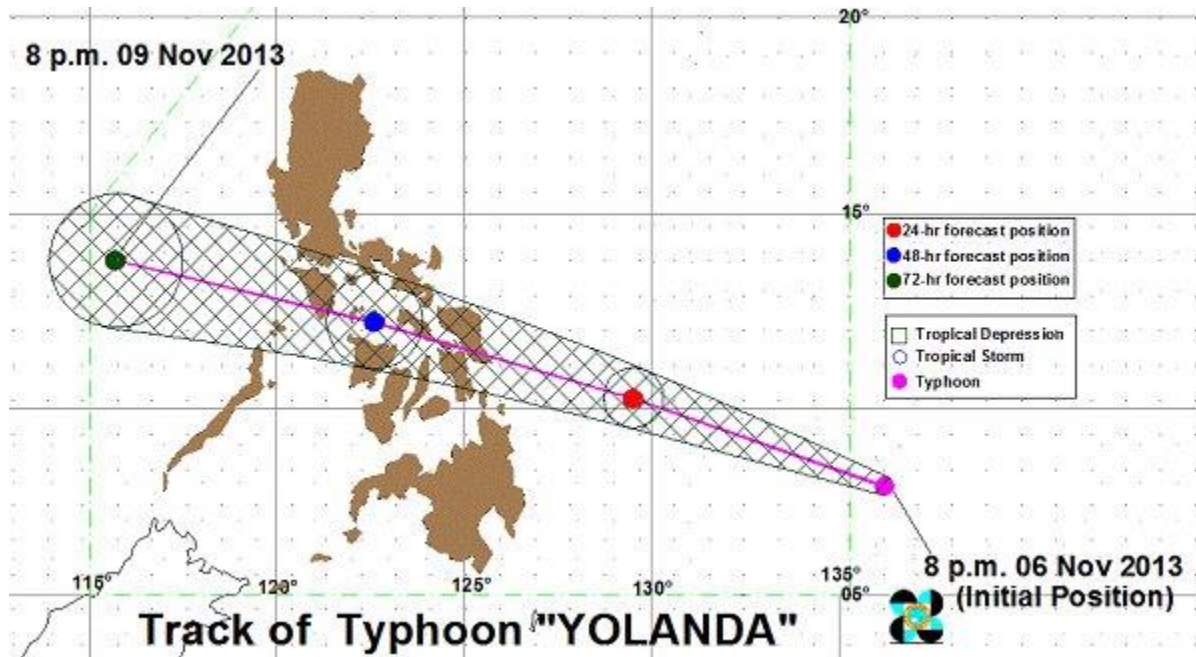 20°
8 p.m. 09 Nov 2013
15°
24-hr forecast position
48-hr forecast position
72-hr forecast position
Tropical Depression
Tropical Storm
Typhoon
115°
120°
125°
130°
135°
05°
8 p.m. 06 Nov 2013
(Initial Position)
Track of Typhoon "YOLANDA"